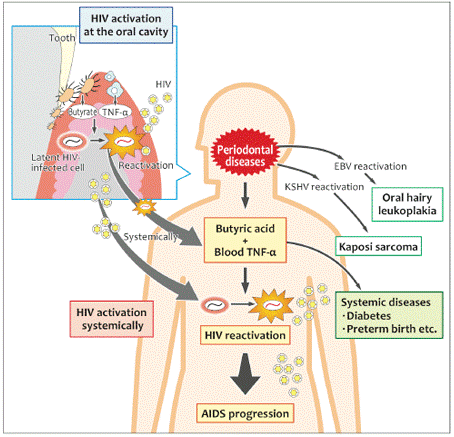 HIV activation
at the oral cavity
Tooth
HIV
Butyrate
TNF-α
Latent HIV-
infected cell
Reactivation
Systemically
HIV activation
systemically
Periodontal
diseases
EBV reactivation
KSHV reactivation
Oral hairy
leukoplakia
Kaposi sarcoma
Butyric acid
+
Blood TNF-α
Systemic diseases
・Diabetes
・Preterm birth etc.
HIV reactivation
AIDS progression